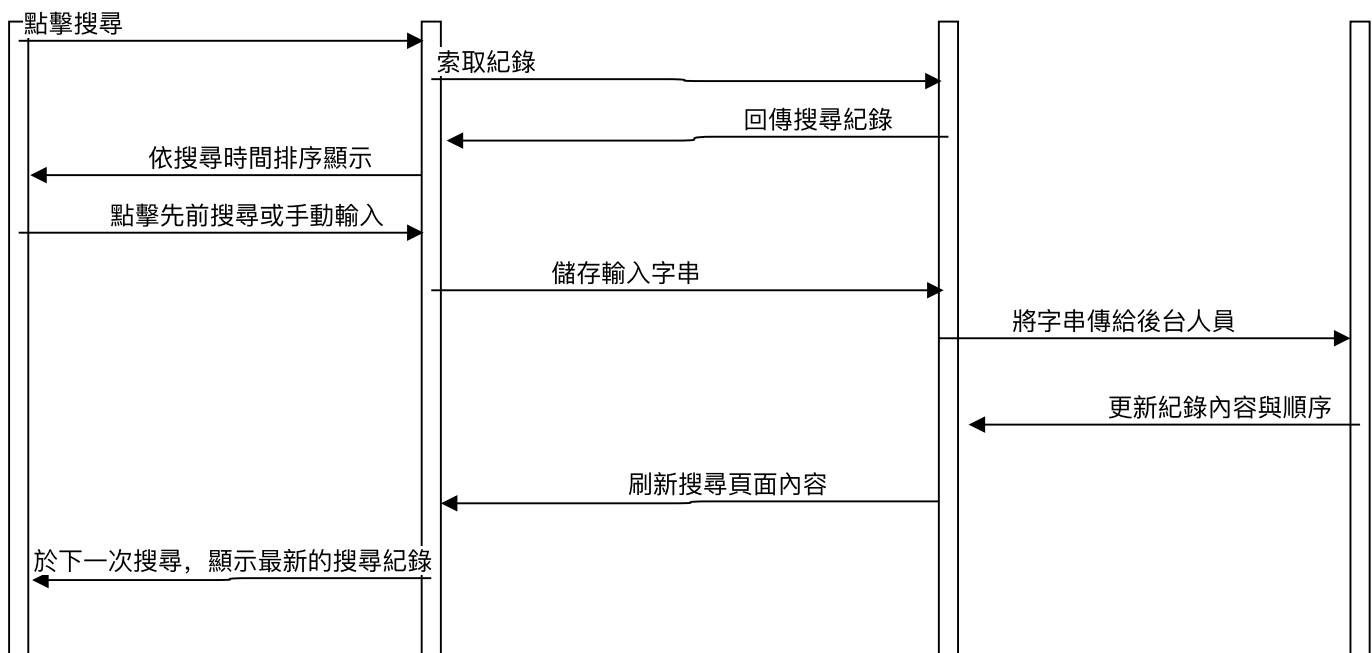 點擊搜尋
索取紀錄
回傳搜尋紀錄
依搜尋時間排序顯示
點擊先前搜尋或手動輸入
儲存輸入字串
將字串傳給後台人員
更新紀錄內容與順序
刷新搜尋頁面內容
於下一次搜尋，顯示最新的搜尋紀錄